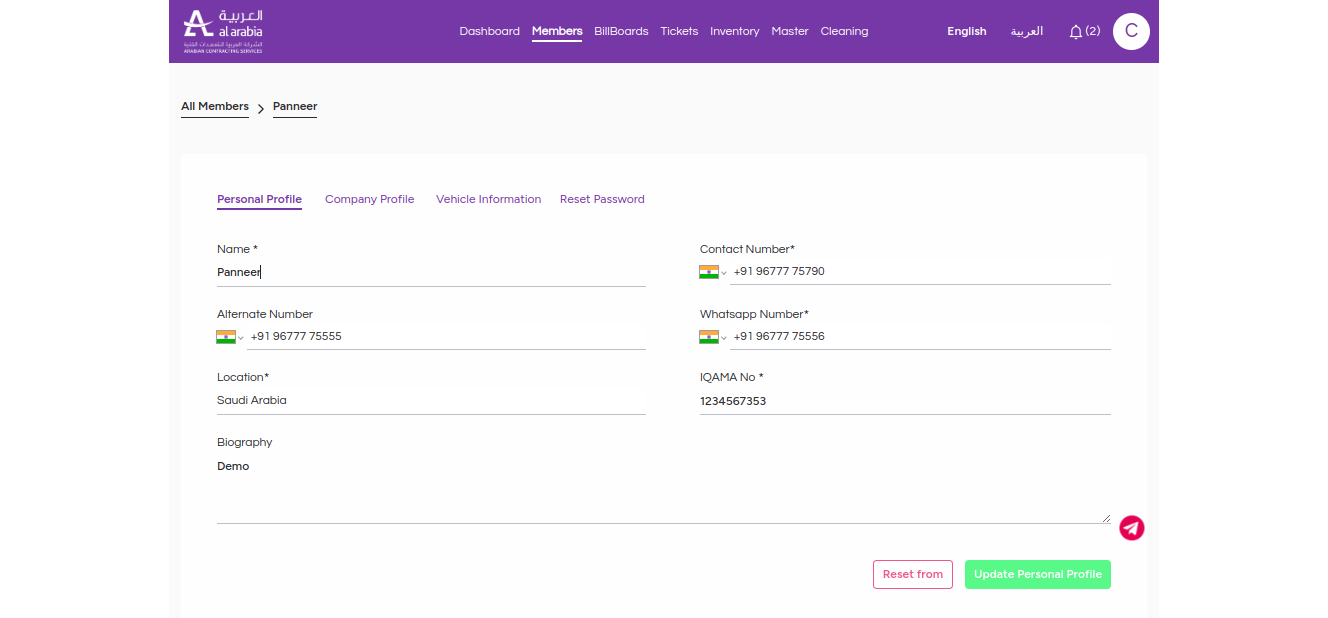 العربية
al arabia
الشركة العربية للتعهدات الفنية
ARABIAN CONTRACTING SERVICES
Dashboard Members BillBoards Tickets Inventory Master Cleaning English العربية (2) C
All Members > Panneer
Personal Profile Company Profile Vehicle Information Reset Password
Name * Contact Number*
Panneer +91 96777 75790
Alternate Number Whatsapp Number*
+91 96777 75555 +91 96777 75556
Location* IQAMA No *
Saudi Arabia 1234567353
Biography
Demo
Reset from Update Personal Profile